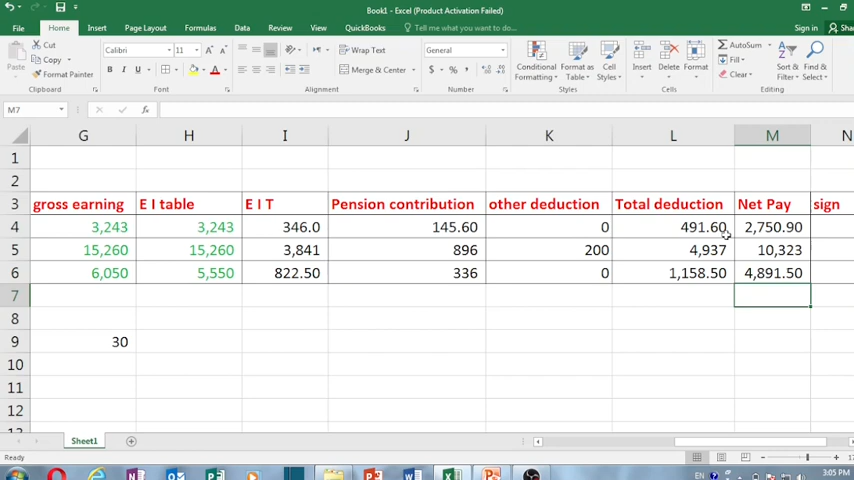 Book1 - Excel (Product Activation Failed)
File Home Insert Page Layout Formulas Data Review View QuickBooks Tell me what you want to do... Sign in Shar
Paste Cut Copy Format Painter Clipboard
Calibri 11 B I U Font
Wrap Text Merge & Center Alignment
General $ % , Number
Conditional Formatting Format as Table Cell Styles Styles
Insert Delete Format Cells
AutoSum Fill Clear Sort & Filter Find & Select Editing
M7 fx
G H I J K L M N
1
2
3 gross earning E I table E I T Pension contribution other deduction Total deduction Net Pay sign
4 3,243 3,243 346.0 145.60 0 491.60 2,750.90
5 15,260 15,260 3,841 896 200 4,937 10,323
6 6,050 5,550 822.50 336 0 1,158.50 4,891.50
7
8
9 30
10
11
12
Sheet1
Ready
EN 3:05 PM